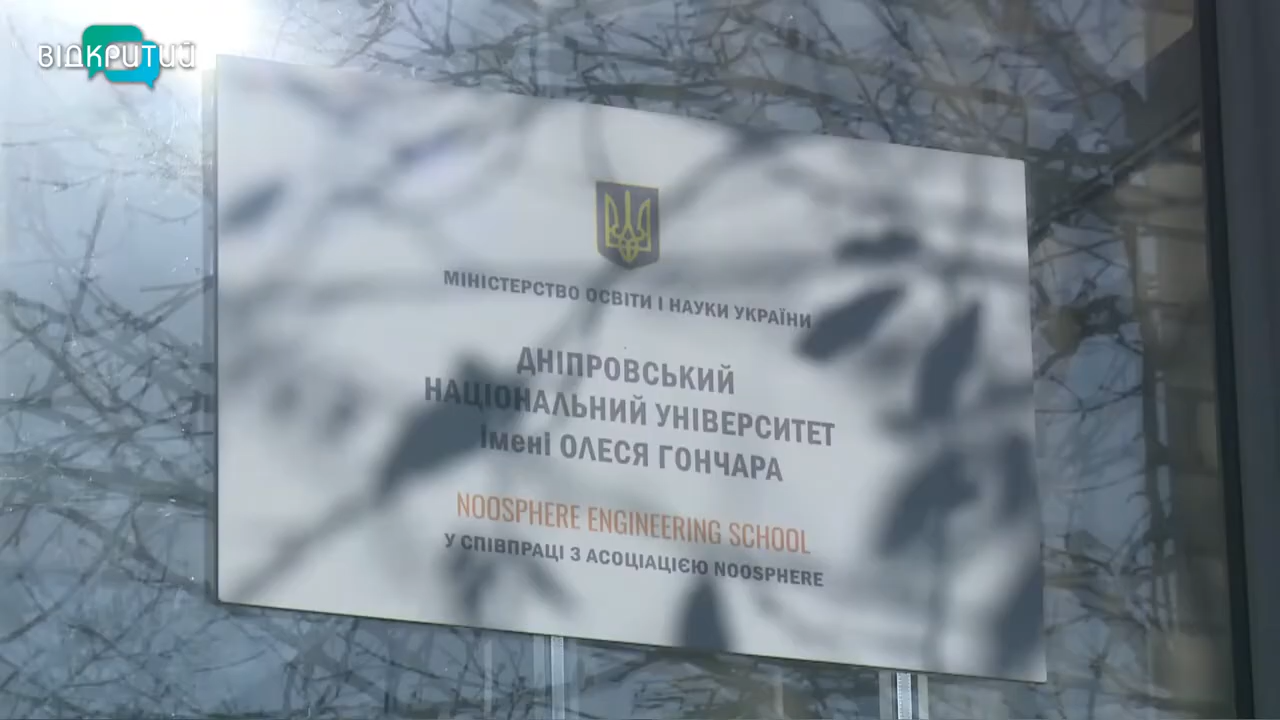 ВІДКРИТИЙ
МІНІСТЕРСТВО ОСВІТИ І НАУКИ УКРАЇНИ
ДНІПРОВСЬКИЙ
НАЦІОНАЛЬНИЙ УНІВЕРСИТЕТ
імені ОЛЕСЯ ГОНЧАРА
NOOSPHERE ENGINEERING SCHOOL
У СПІВПРАЦІ З АСОЦІАЦІЄЮ NOOSPHERE